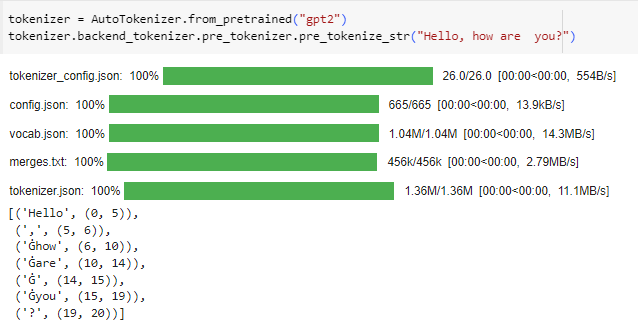 tokenizer = AutoTokenizer.from_pretrained("gpt2")
tokenizer.backend_tokenizer.pre_tokenizer.pre_tokenize_str("Hello, how are  you?")
tokenizer_config.json: 100% 26.0/26.0 [00:00<00:00, 554B/s]
config.json: 100% 665/665 [00:00<00:00, 13.9kB/s]
vocab.json: 100% 1.04M/1.04M [00:00<00:00, 14.3MB/s]
merges.txt: 100% 456k/456k [00:00<00:00, 2.79MB/s]
tokenizer.json: 100% 1.36M/1.36M [00:00<00:00, 11.1MB/s]
[('Hello', (0, 5)),
 (',', (5, 6)),
 ('Ġhow', (6, 10)),
 ('Ġare', (10, 14)),
 ('Ġ', (14, 15)),
 ('Ġyou', (15, 19)),
 ('?', (19, 20))]